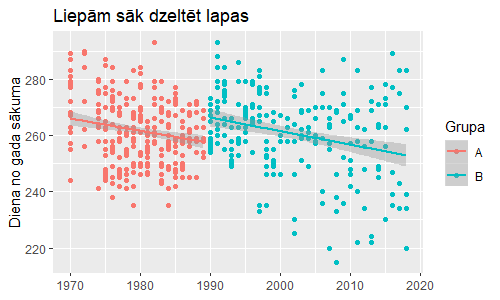 Liepām sāk dzeltēt lapas
Diena no gada sākuma
280
260
240
220
1970
1980
1990
2000
2010
2020
Grupa
A
B